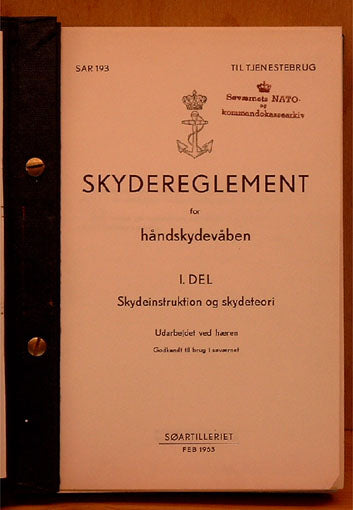 SAR 193
TIL TJENESTEBRUG
Søværnets NATO-
og
kommandokassearkiv
SKYDEREGLEMENT
for
håndskydevåben
I. DEL
Skydeinstruktion og skydeteori
Udarbejdet ved hæren
Godkendt til brug i søværnet
SØARTILLERIET
FEB 1963